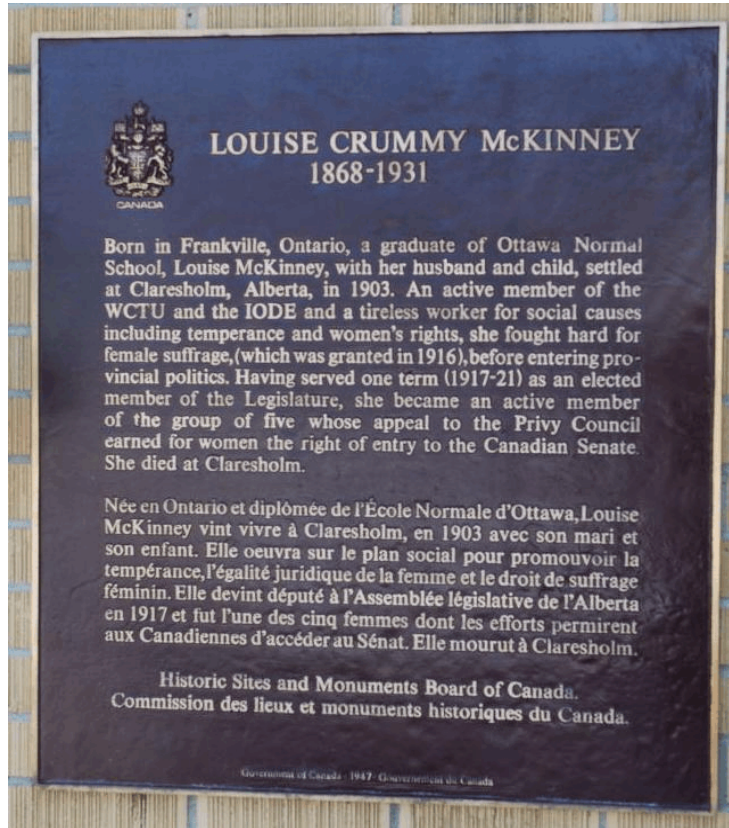 CANADA
LOUISE CRUMMY McKINNEY
1868-1931
Born in Frankville, Ontario, a graduate of Ottawa Normal
School, Louise McKinney, with her husband and child, settled
at Claresholm, Alberta, in 1903. An active member of the
WCTU and the IODE and a tireless worker for social causes
including temperance and women's rights, she fought hard for
female suffrage, (which was granted in 1916), before entering pro-
vincial politics. Having served one term (1917-21) as an elected
member of the Legislature, she became an active member
of the group of five whose appeal to the Privy Council
earned for women the right of entry to the Canadian Senate.
She died at Claresholm.
Née en Ontario et diplômée de l'École Normale d'Ottawa, Louise
McKinney vint vivre à Claresholm, en 1903 avec son mari et
son enfant. Elle oeuvra sur le plan social pour promouvoir la
tempérance, l'égalité juridique de la femme et le droit de suffrage
féminin. Elle devint député à l'Assemblée législative de l'Alberta
en 1917 et fut l'une des cinq femmes dont les efforts permirent
aux Canadiennes d'accéder au Sénat. Elle mourut à Claresholm.
Historic Sites and Monuments Board of Canada.
Commission des lieux et monuments historiques du Canada.
Government of Canada · 1947 · Gouvernement du Canada